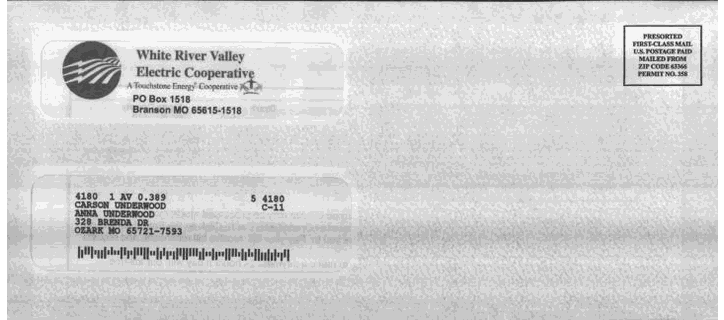 White River Valley
Electric Cooperative
A Touchstone Energy® Cooperative
PO Box 1518
Branson MO 65615-1518
PRESORTED
FIRST-CLASS MAIL
U.S. POSTAGE PAID
MAILED FROM
ZIP CODE 63366
PERMIT NO. 358
4180 1 AV 0.389 5 4180
CARSON UNDERWOOD C-11
ANNA UNDERWOOD
328 BRENDA DR
OZARK MO 65721-7593